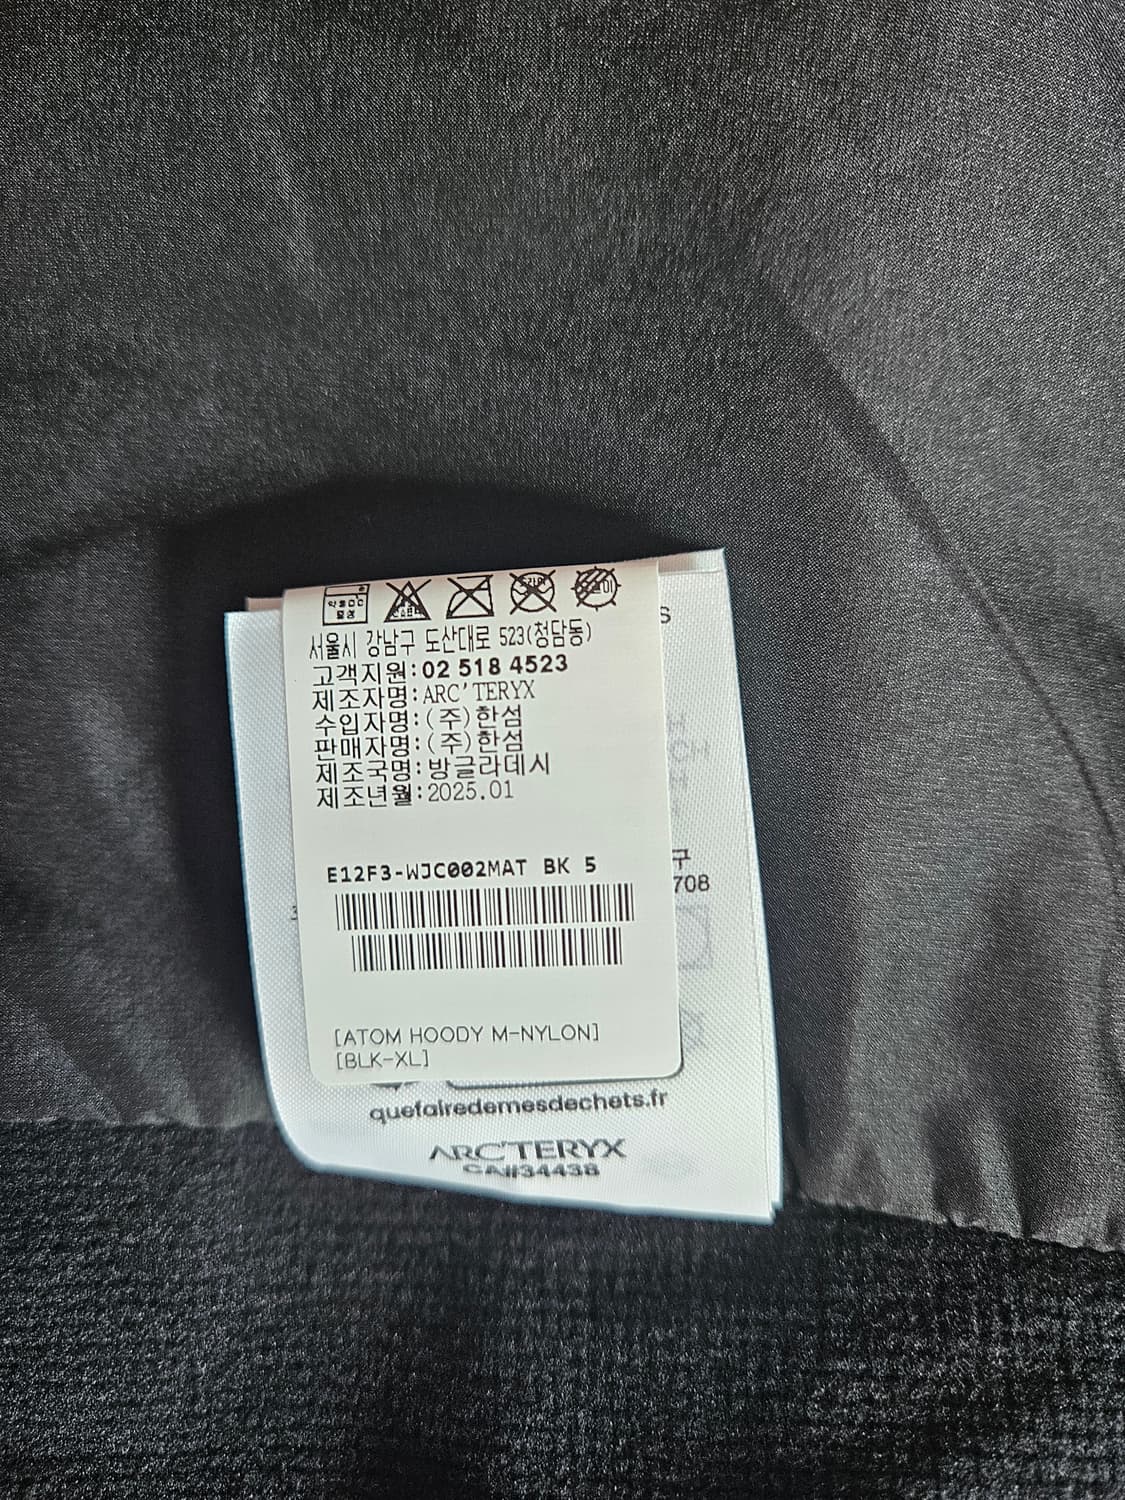 서울시 강남구 도산대로 523(청담동)
고객지원:02 518 4523
제조자명:ARC'TERYX
수입자명:(주)한섬
판매자명:(주)한섬
제조국명:방글라데시
제조년월:2025.01
E12F3-WJC002MAT BK 5
구
708
[ATOM HOODY M-NYLON]
[BLK-XL]
quefairedemesdechets.fr
ARC'TERYX
CA#34438